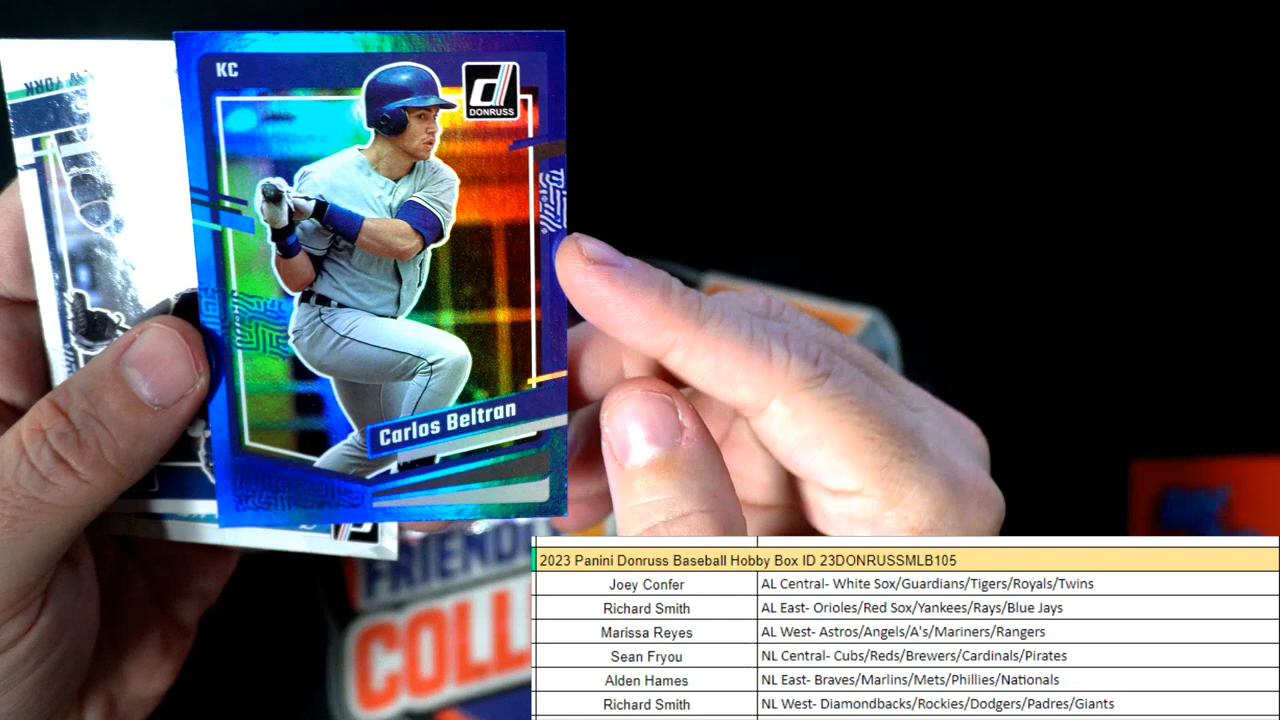 KC
DONRUSS
Carlos Beltran
YORK
FRIEND
COLL
2023 Panini Donruss Baseball Hobby Box ID 23DONRUSSMLB105
Joey Confer AL Central- White Sox/Guardians/Tigers/Royals/Twins
Richard Smith AL East- Orioles/Red Sox/Yankees/Rays/Blue Jays
Marissa Reyes AL West- Astros/Angels/A's/Mariners/Rangers
Sean Fryou NL Central- Cubs/Reds/Brewers/Cardinals/Pirates
Alden Hames NL East- Braves/Marlins/Mets/Phillies/Nationals
Richard Smith NL West- Diamondbacks/Rockies/Dodgers/Padres/Giants